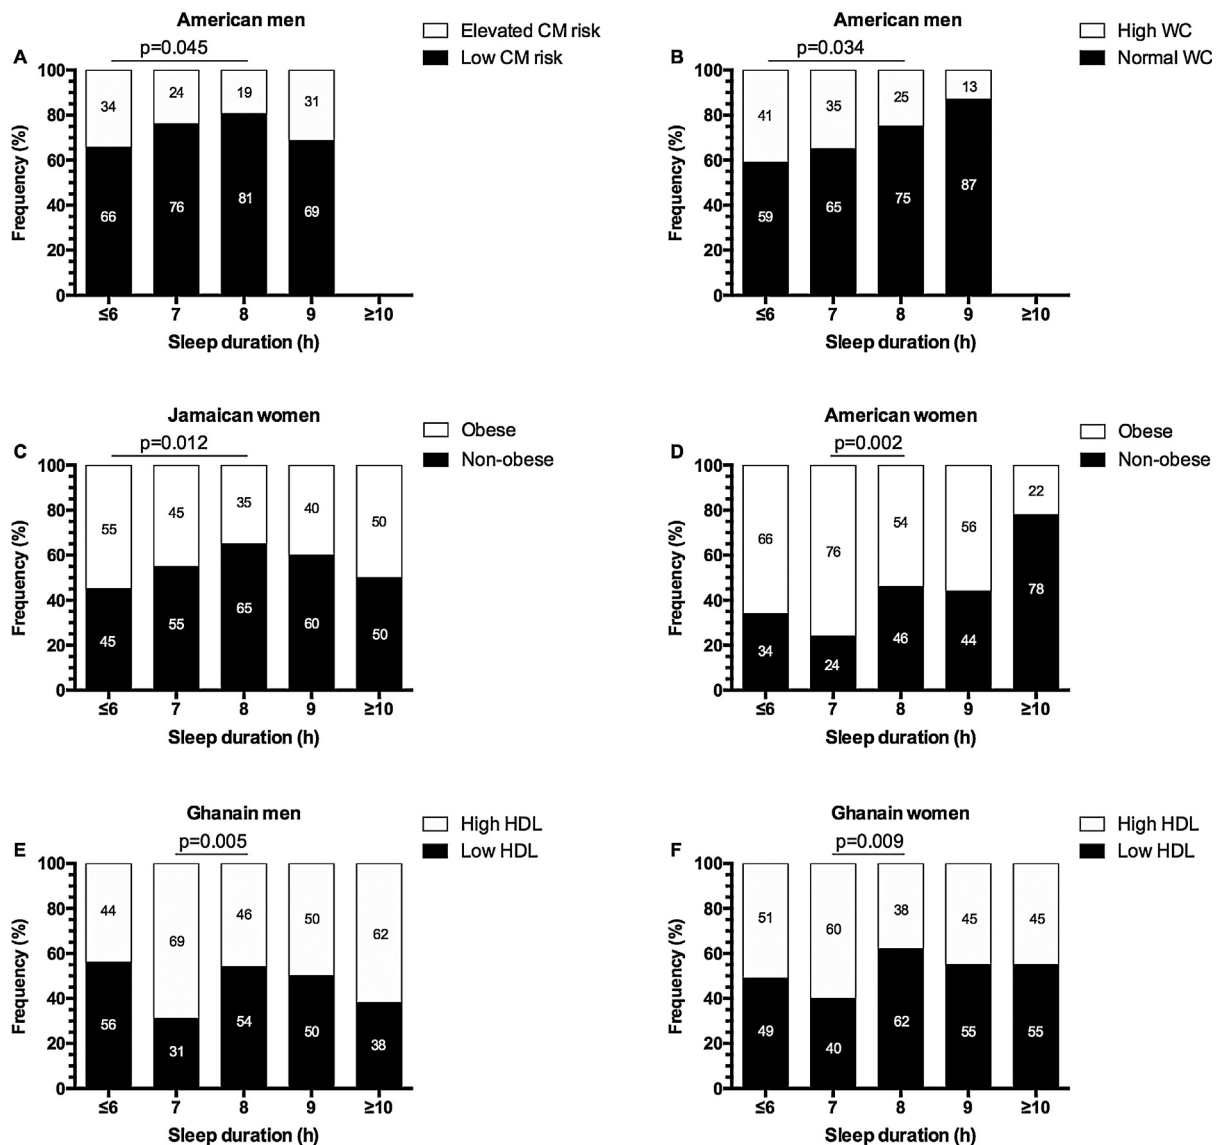 American men
A
p=0.045
Elevated CM risk
Low CM risk
Frequency (%)
100
80
60
40
20
0
34 24 19 31
66 76 81 69
≤6 7 8 9 ≥10
Sleep duration (h)
American men
B
p=0.034
High WC
Normal WC
Frequency (%)
100
80
60
40
20
0
41 35 25 13
59 65 75 87
≤6 7 8 9 ≥10
Sleep duration (h)
Jamaican women
C
p=0.012
Obese
Non-obese
Frequency (%)
100
80
60
40
20
0
55 45 35 40 50
45 55 65 60 50
≤6 7 8 9 ≥10
Sleep duration (h)
American women
D
p=0.002
Obese
Non-obese
Frequency (%)
100
80
60
40
20
0
66 76 54 56 22
34 24 46 44 78
≤6 7 8 9 ≥10
Sleep duration (h)
Ghanain men
E
p=0.005
High HDL
Low HDL
Frequency (%)
100
80
60
40
20
0
44 69 46 50 62
56 31 54 50 38
≤6 7 8 9 ≥10
Sleep duration (h)
Ghanain women
F
p=0.009
High HDL
Low HDL
Frequency (%)
100
80
60
40
20
0
51 60 38 45 45
49 40 62 55 55
≤6 7 8 9 ≥10
Sleep duration (h)